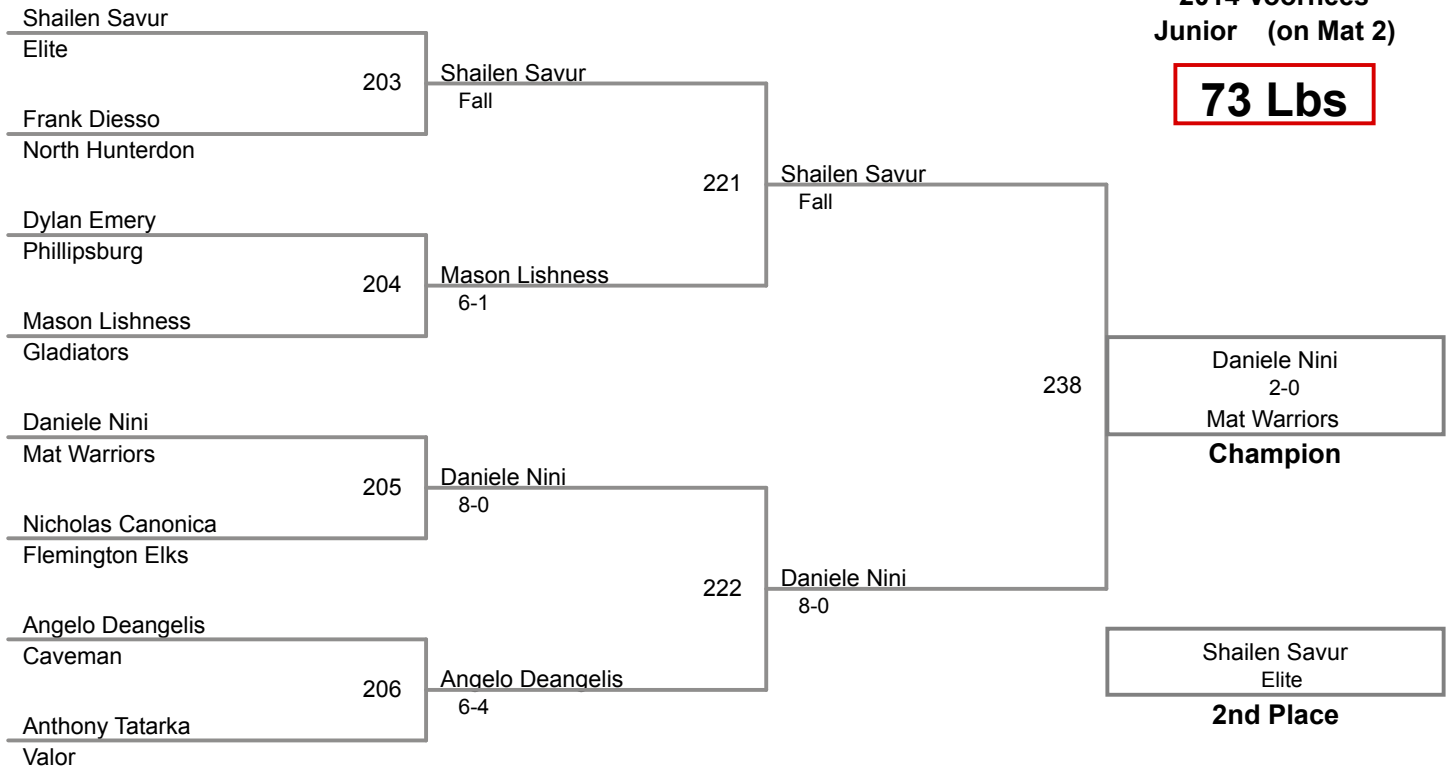 2014 Voorhees
Junior (on Mat 2)
73 Lbs
Shailen Savur
Elite
203
Frank Diesso
North Hunterdon
Dylan Emery
Phillipsburg
204
Mason Lishness
Gladiators
Daniele Nini
Mat Warriors
205
Nicholas Canonica
Flemington Elks
Angelo Deangelis
Caveman
206
Anthony Tatarka
Valor
Shailen Savur
Fall
221
Mason Lishness
6-1
Daniele Nini
8-0
222
Angelo Deangelis
6-4
Shailen Savur
Fall
238
Daniele Nini
8-0
Daniele Nini
2-0
Mat Warriors
Champion
Shailen Savur
Elite
2nd Place